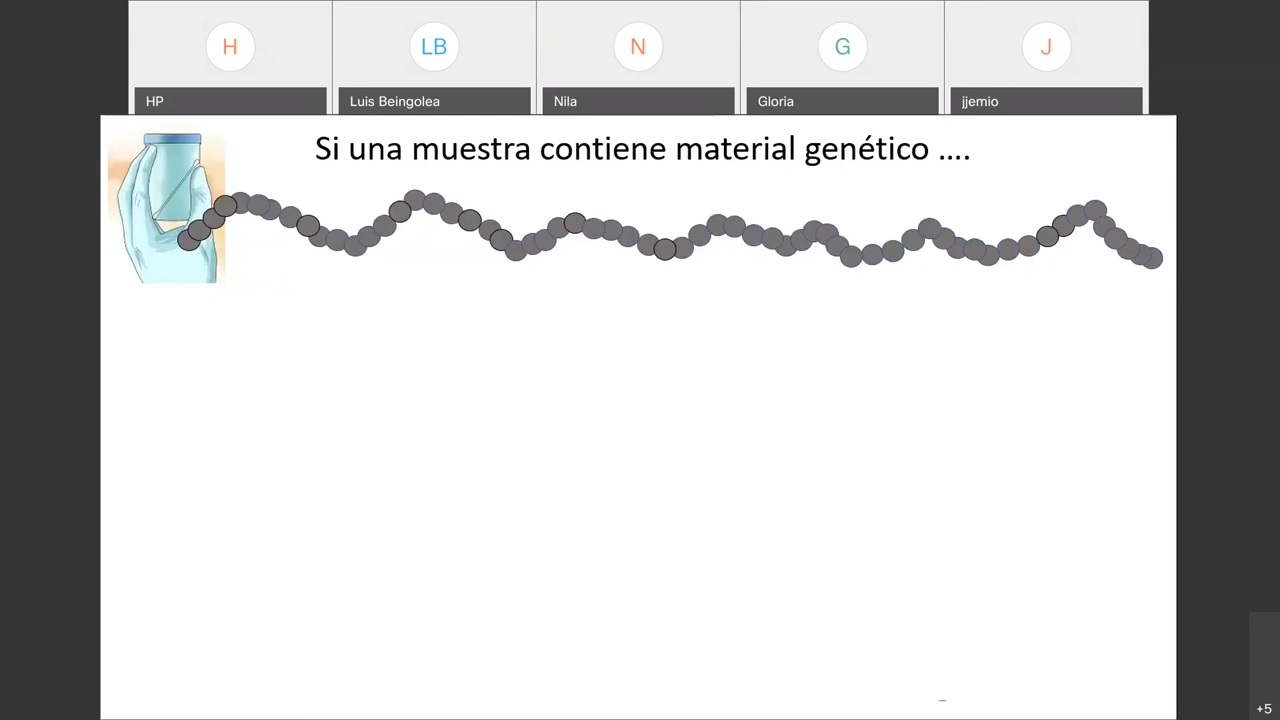 H
LB
N
G
J
HP
Luis Beingolea
Nila
Gloria
jjemio
Si una muestra contiene material genético ....
+5